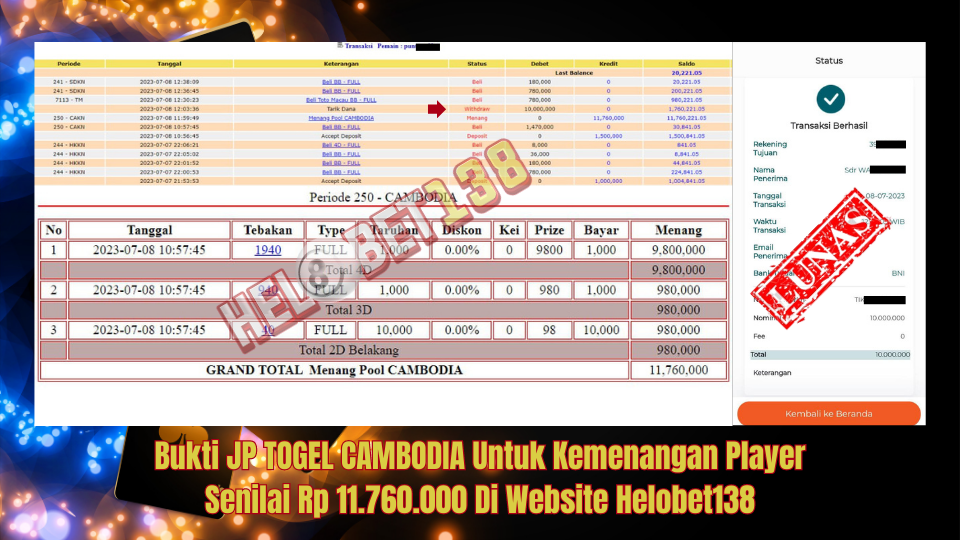 Transaksi Pemain : pun
Periode Tanggal Keterangan Status Debet Kredit Saldo
Last Balance 20,221.05
241 - SDKN 2023-07-08 12:38:09 Beli BB - FULL Beli 180,000 0 20,221.05
241 - SDKN 2023-07-08 12:36:45 Beli BB - FULL Beli 780,000 0 200,221.05
7113 - TM 2023-07-08 12:30:23 Beli Toto Macau BB - FULL Beli 780,000 0 980,221.05
2023-07-08 12:03:36 Tarik Dana Withdraw 10,000,000 0 1,760,221.05
250 - CAKN 2023-07-08 11:59:49 Menang Pool CAMBODIA Menang 0 11,760,000 11,760,221.05
250 - CAKN 2023-07-08 10:57:45 Beli BB - FULL Beli 1,470,000 0 30,841.05
2023-07-08 10:56:45 Accept Deposit Deposit 0 1,500,000 1,500,841.05
244 - HKKN 2023-07-07 22:06:21 Beli 4D - FULL Beli 8,000 0 841.05
244 - HKKN 2023-07-07 22:05:02 Beli BB - FULL 36,000 0 8,841.05
244 - HKKN 2023-07-07 22:01:52 Beli BB - FULL 180,000 0 44,841.05
244 - HKKN 2023-07-07 22:00:53 Beli BB - FULL 780,000 0 224,841.05
2023-07-07 21:53:53 Accept Deposit 0 1,000,000 1,004,841.05
Periode 250 - CAMBODIA
No Tanggal Tebakan Type Taruhan Diskon Kei Prize Bayar Menang
1 2023-07-08 10:57:45 1940 FULL 1,000 0.00% 0 9800 1,000 9,800,000
Total 4D 9,800,000
2 2023-07-08 10:57:45 940 FULL 1,000 0.00% 0 980 1,000 980,000
Total 3D 980,000
3 2023-07-08 10:57:45 40 FULL 10,000 0.00% 0 98 10,000 980,000
Total 2D Belakang 980,000
GRAND TOTAL Menang Pool CAMBODIA 11,760,000
HELOBET138
Status
Transaksi Berhasil
Rekening Tujuan
Nama Penerima Sdr WA
Tanggal Transaksi 08-07-2023
Waktu Transaksi WIB
Email Penerima
Bank BNI
Nominal 10.000.000
Fee 0
Total 10.000.000
Keterangan
LUNAS
Kembali ke Beranda
Bukti JP TOGEL CAMBODIA Untuk Kemenangan Player
Senilai Rp 11.760.000 Di Website Helobet138